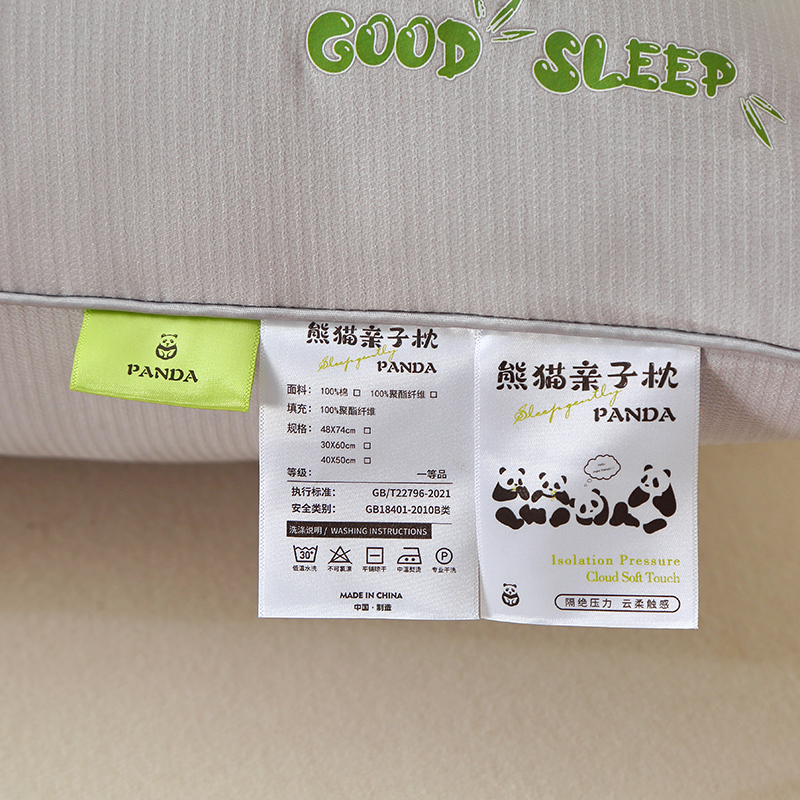 GOOD SLEEP
PANDA
熊猫亲子枕
Sleepgently
PANDA
面料: 100%棉 □ 100%聚酯纤维 □
填充: 100%聚酯纤维
规格: 48X74cm □
30X60cm □
40X50cm □
等级: 一等品
执行标准: GB/T22796-2021
安全类别: GB18401-2010B类
洗涤说明/ WASHING INSTRUCTIONS
30°
P
低温水洗 不可氯漂 平铺晾干 中温熨烫 专业干洗
MADE IN CHINA
中国·制造
熊猫亲子枕
Sleepgently
PANDA
Isolation Pressure
Cloud Soft Touch
隔绝压力 云柔触感